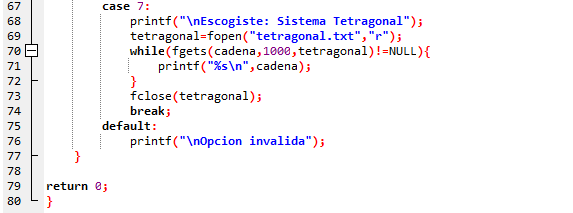 67 case 7:
68 printf("\nEscogiste: Sistema Tetragonal");
69 tetragonal=fopen("tetragonal.txt","r");
70 while(fgets(cadena,1000,tetragonal)!=NULL){
71 printf("%s\n",cadena);
72 }
73 fclose(tetragonal);
74 break;
75 default:
76 printf("\nOpcion invalida");
77 }
78
79 return 0;
80 }